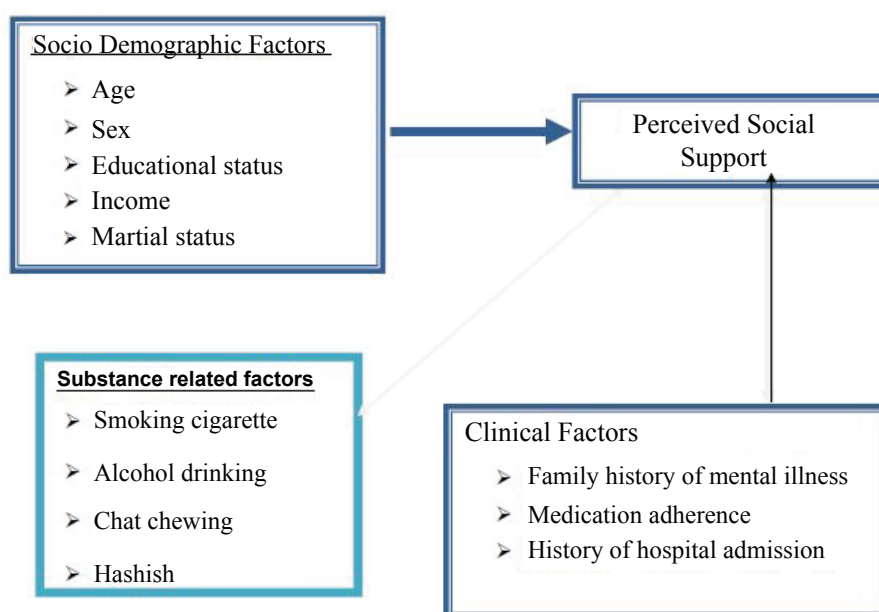 Socio Demographic Factors
➢ Age
➢ Sex
➢ Educational status
➢ Income
➢ Martial status
Perceived Social
Support
Substance related factors
➢ Smoking cigarette
➢ Alcohol drinking
➢ Chat chewing
➢ Hashish
Clinical Factors
➢ Family history of mental illness
➢ Medication adherence
➢ History of hospital admission